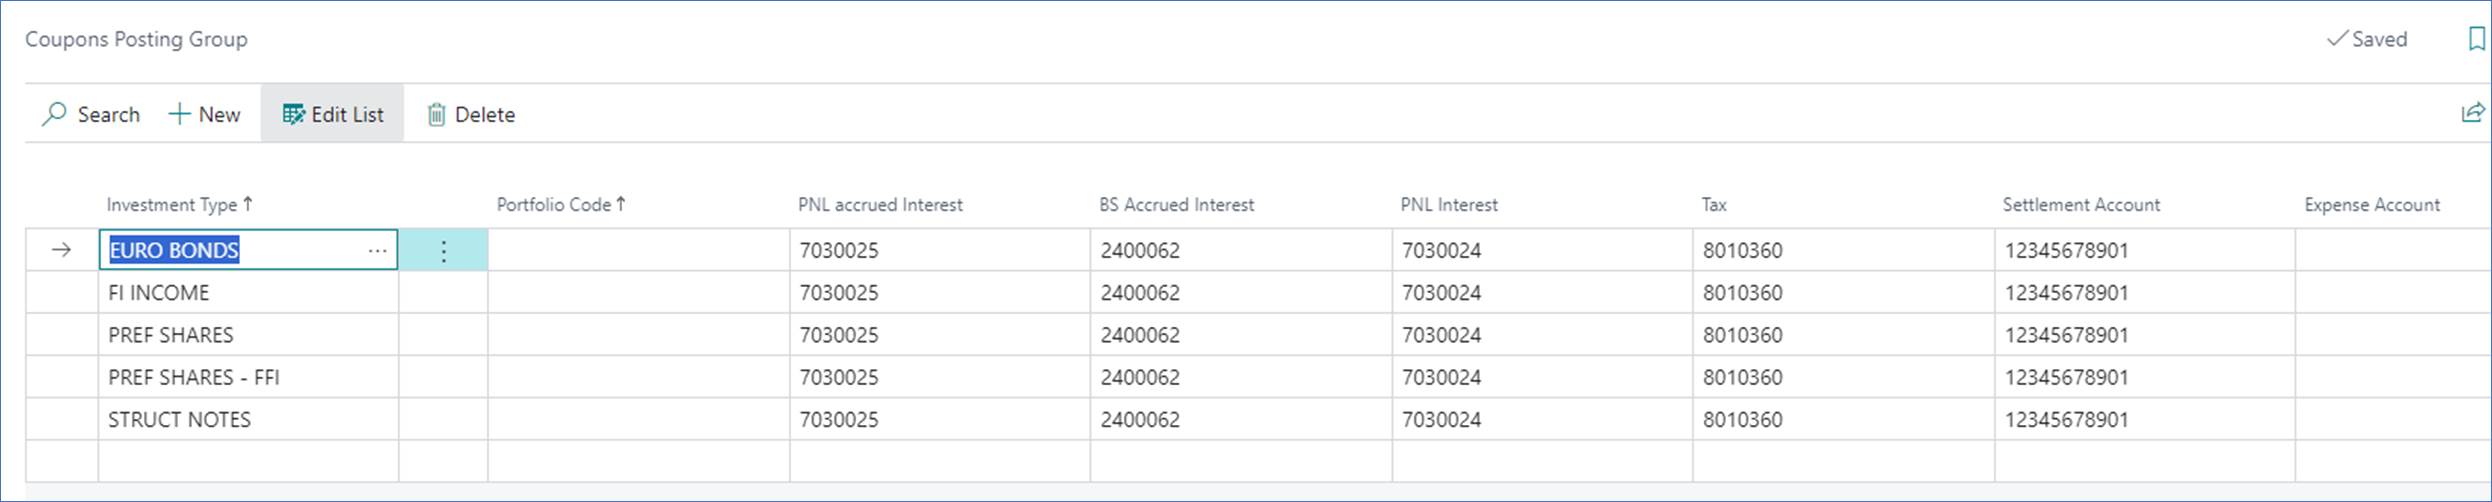 Coupons Posting Group
Saved
Search New Edit List Delete
Investment Type↑ Portfolio Code↑ PNL accrued Interest BS Accrued Interest PNL Interest Tax Settlement Account Expense Account
EURO BONDS 7030025 2400062 7030024 8010360 12345678901
FI INCOME 7030025 2400062 7030024 8010360 12345678901
PREF SHARES 7030025 2400062 7030024 8010360 12345678901
PREF SHARES - FFI 7030025 2400062 7030024 8010360 12345678901
STRUCT NOTES 7030025 2400062 7030024 8010360 12345678901